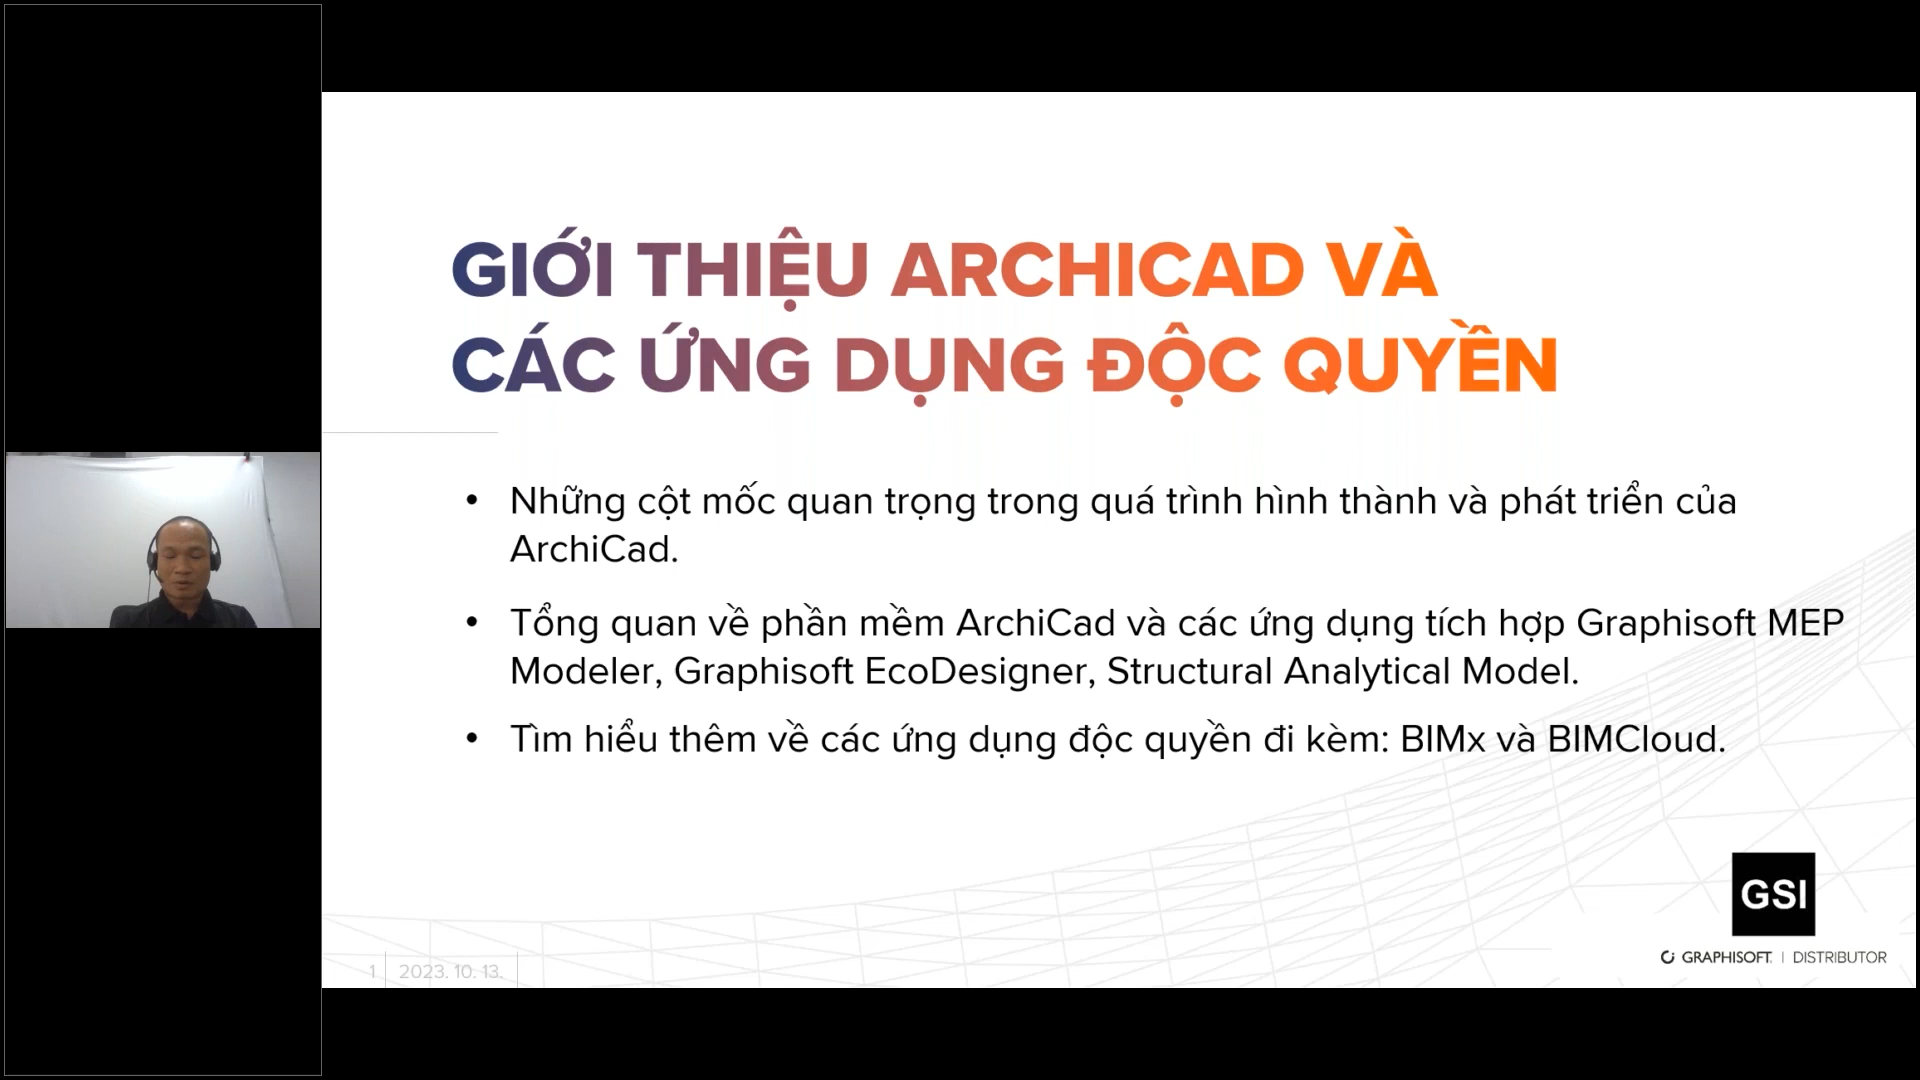 GIỚI THIỆU ARCHICAD VÀ
CÁC ỨNG DỤNG ĐỘC QUYỀN
• Những cột mốc quan trọng trong quá trình hình thành và phát triển của
ArchiCad.
• Tổng quan về phần mềm ArchiCad và các ứng dụng tích hợp Graphisoft MEP
Modeler, Graphisoft EcoDesigner, Structural Analytical Model.
• Tìm hiểu thêm về các ứng dụng độc quyền đi kèm: BIMx và BIMCloud.
GSI
GRAPHISOFT. | DISTRIBUTOR
1 | 2023. 10. 13.